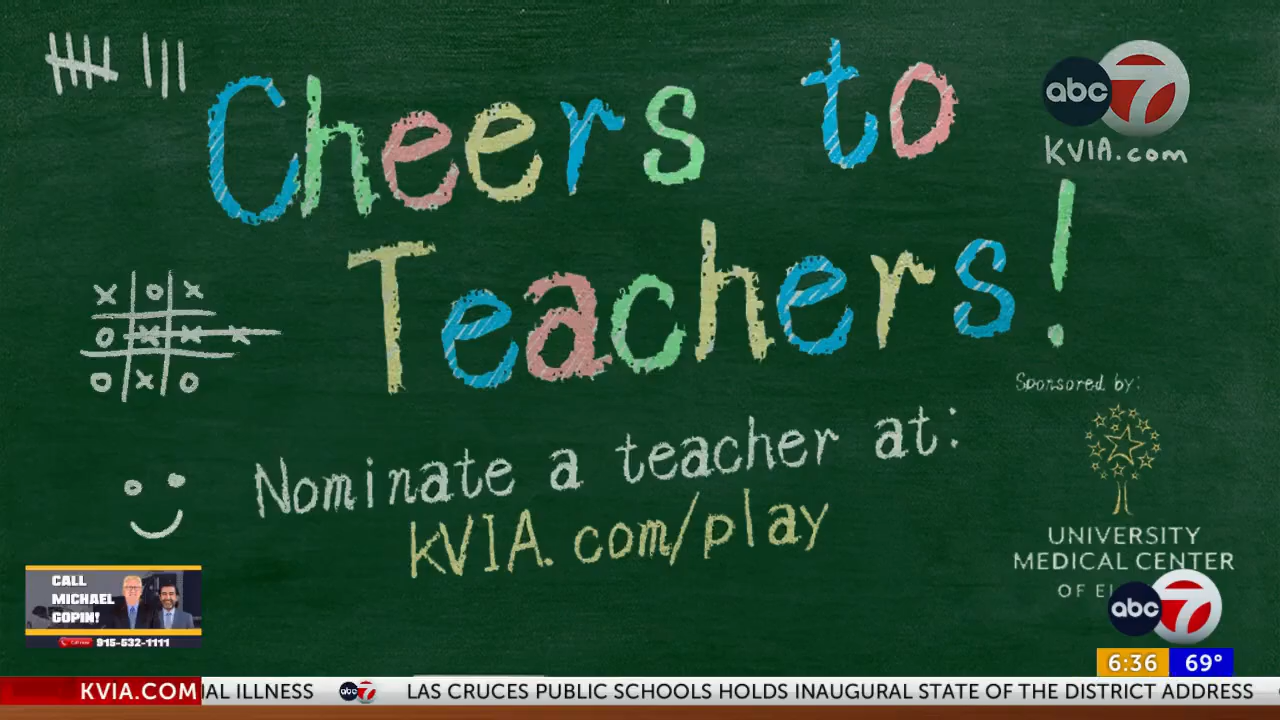 Cheers to
Teachers!
abc 7
KVIA.com
X O X
O X X X
O X O
Nominate a teacher at:
KVIA.com/play
Sponsored by:
UNIVERSITY
MEDICAL CENTER
OF
CALL
MICHAEL
GOPIN!
Call now 915-532-1111
abc 7
6:36 69°
KVIA.COM IAL ILLNESS abc 7 LAS CRUCES PUBLIC SCHOOLS HOLDS INAUGURAL STATE OF THE DISTRICT ADDRESS